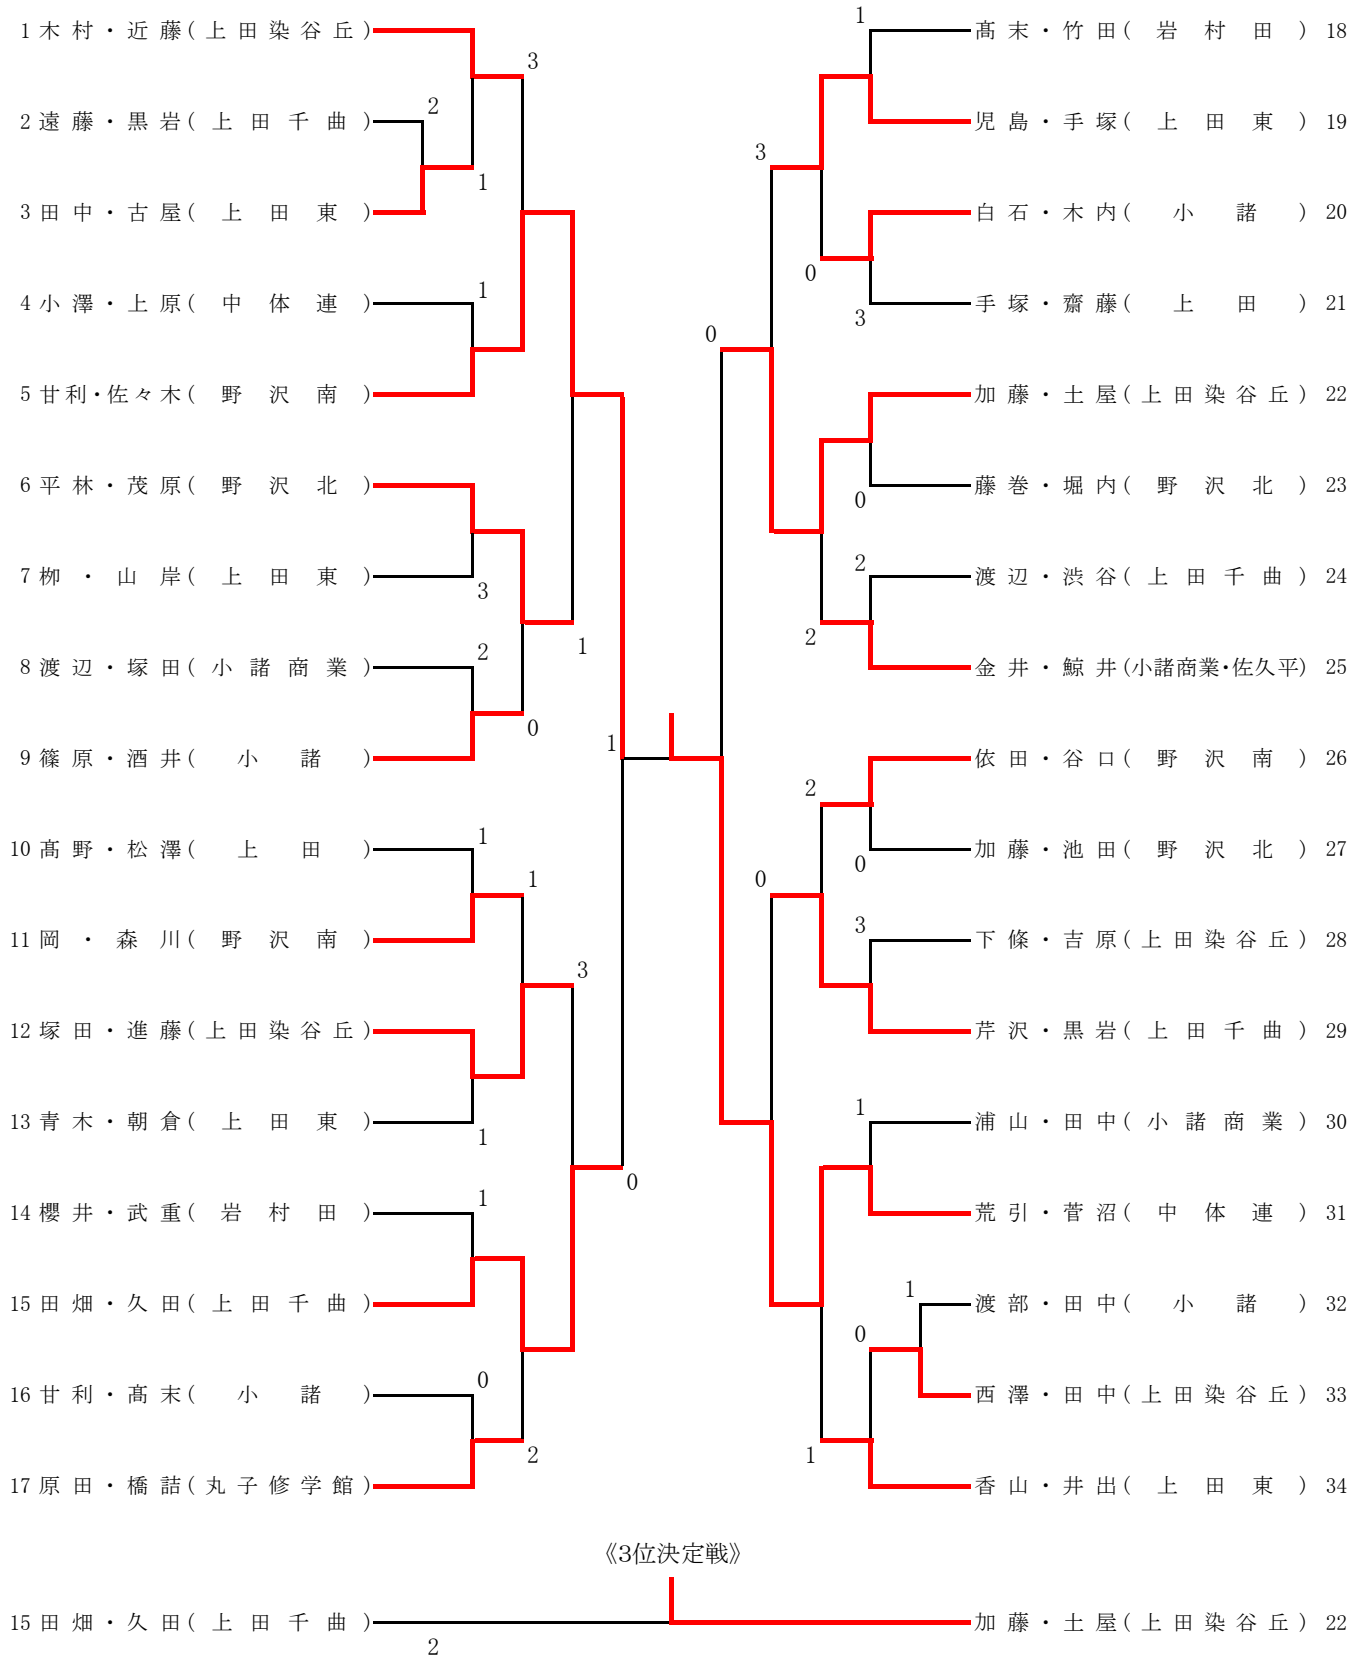 1 木村・近藤(上田染谷丘)
2 遠藤・黒岩(上田千曲)
3 田中・古屋(上田東)
4 小澤・上原(中体連)
5 甘利・佐々木(野沢南)
6 平林・茂原(野沢北)
7 栁・山岸(上田東)
8 渡辺・塚田(小諸商業)
9 篠原・酒井(小諸)
10 髙野・松澤(上田)
11 岡・森川(野沢南)
12 塚田・進藤(上田染谷丘)
13 青木・朝倉(上田東)
14 櫻井・武重(岩村田)
15 田畑・久田(上田千曲)
16 甘利・髙末(小諸)
17 原田・橋詰(丸子修学館)
3
2
1
1
3
1
2
0
1
1
1
3
1
0
1
0
2
1
3
0
3
0
0
2
2
2
0
0
3
1
1
0
1
髙末・竹田(岩村田) 18
児島・手塚(上田東) 19
白石・木内(小諸) 20
手塚・齋藤(上田) 21
加藤・土屋(上田染谷丘) 22
藤巻・堀内(野沢北) 23
渡辺・渋谷(上田千曲) 24
金井・鯨井(小諸商業・佐久平) 25
依田・谷口(野沢南) 26
加藤・池田(野沢北) 27
下條・吉原(上田染谷丘) 28
芹沢・黒岩(上田千曲) 29
浦山・田中(小諸商業) 30
荒引・菅沼(中体連) 31
渡部・田中(小諸) 32
西澤・田中(上田染谷丘) 33
香山・井出(上田東) 34
《3位決定戦》
15 田畑・久田(上田千曲)
2
加藤・土屋(上田染谷丘) 22